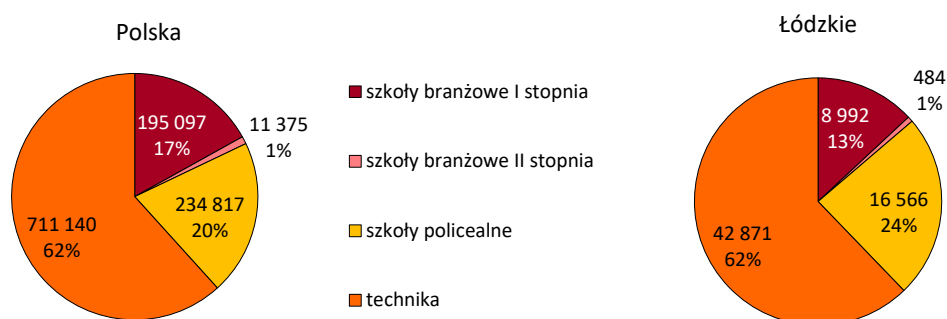 Polska
195 097
17%
11 375
1%
234 817
20%
711 140
62%
szkoły branżowe I stopnia
szkoły branżowe II stopnia
szkoły policealne
technika
Łódzkie
8 992
13%
484
1%
16 566
24%
42 871
62%